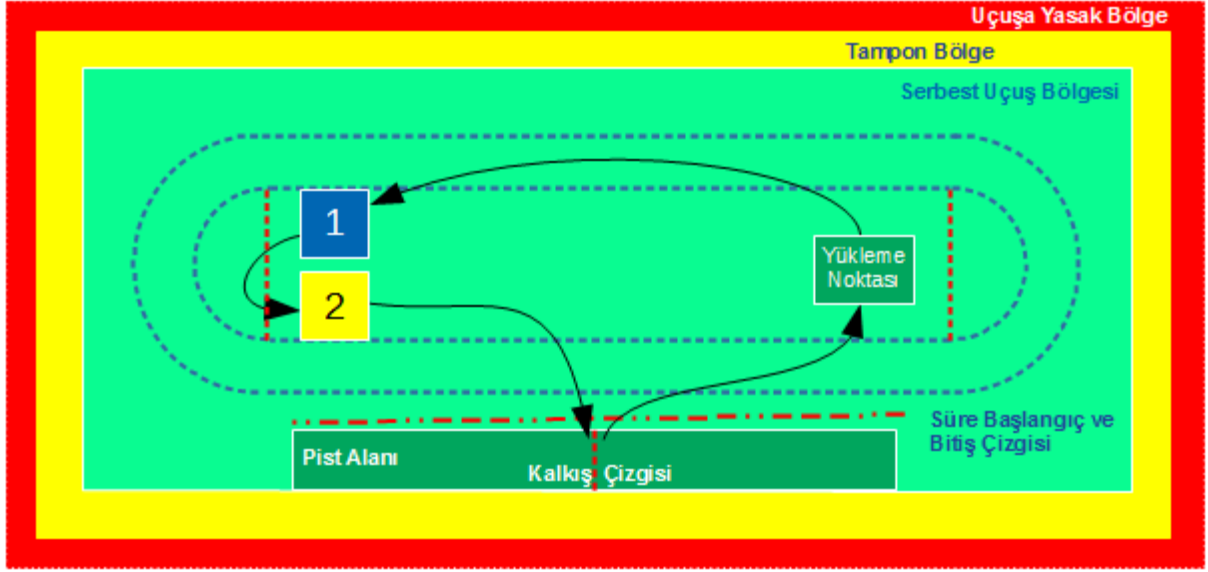 Uçuşa Yasak Bölge
Tampon Bölge
Serbest Uçuş Bölgesi
1
Yükleme
Noktası
2
Süre Başlangıç ve
Bitiş Çizgisi
Pist Alanı
Kalkış Çizgisi